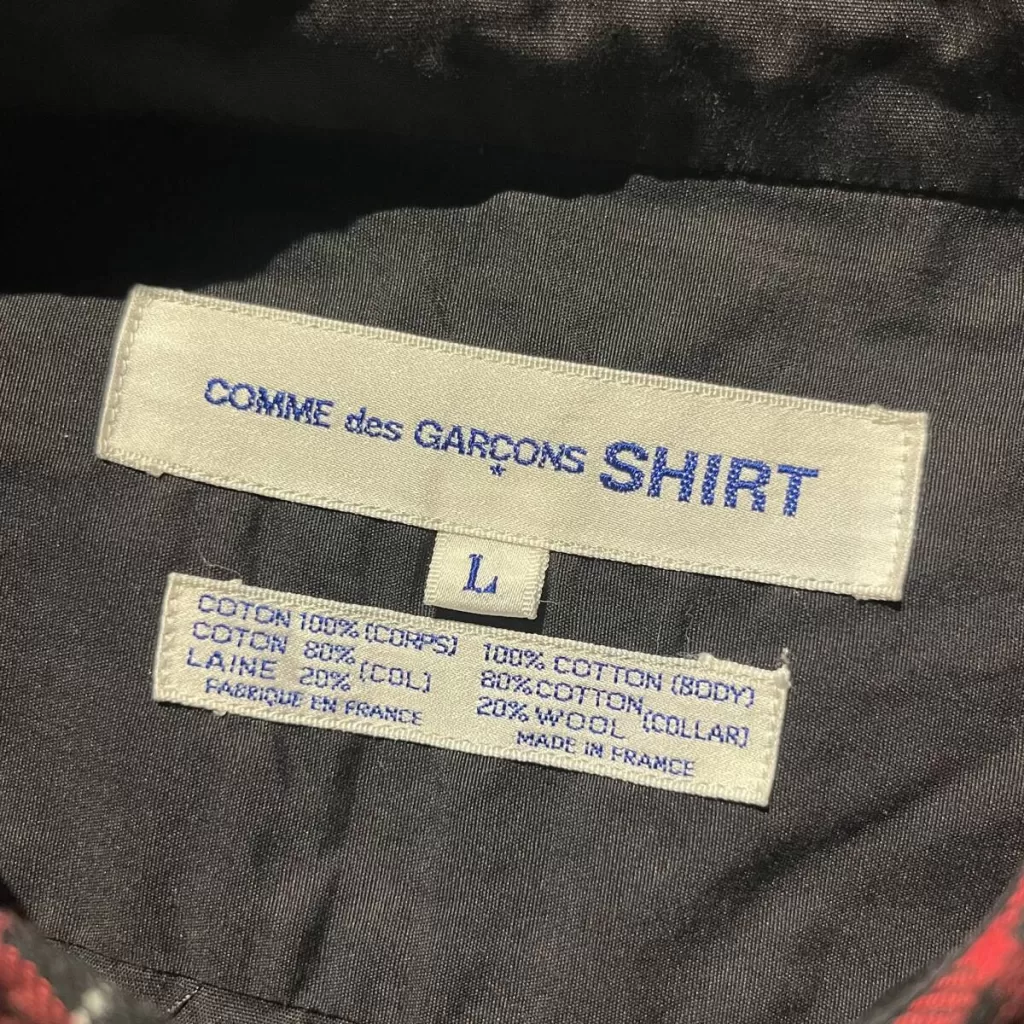 COMME des GARCONS SHIRT
*
L
COTON 100% (CORPS)
COTON 80%
LAINE 20% (COL)
FABRIQUE EN FRANCE
100% COTTON (BODY)
80% COTTON
20% WOOL (COLLAR)
MADE IN FRANCE